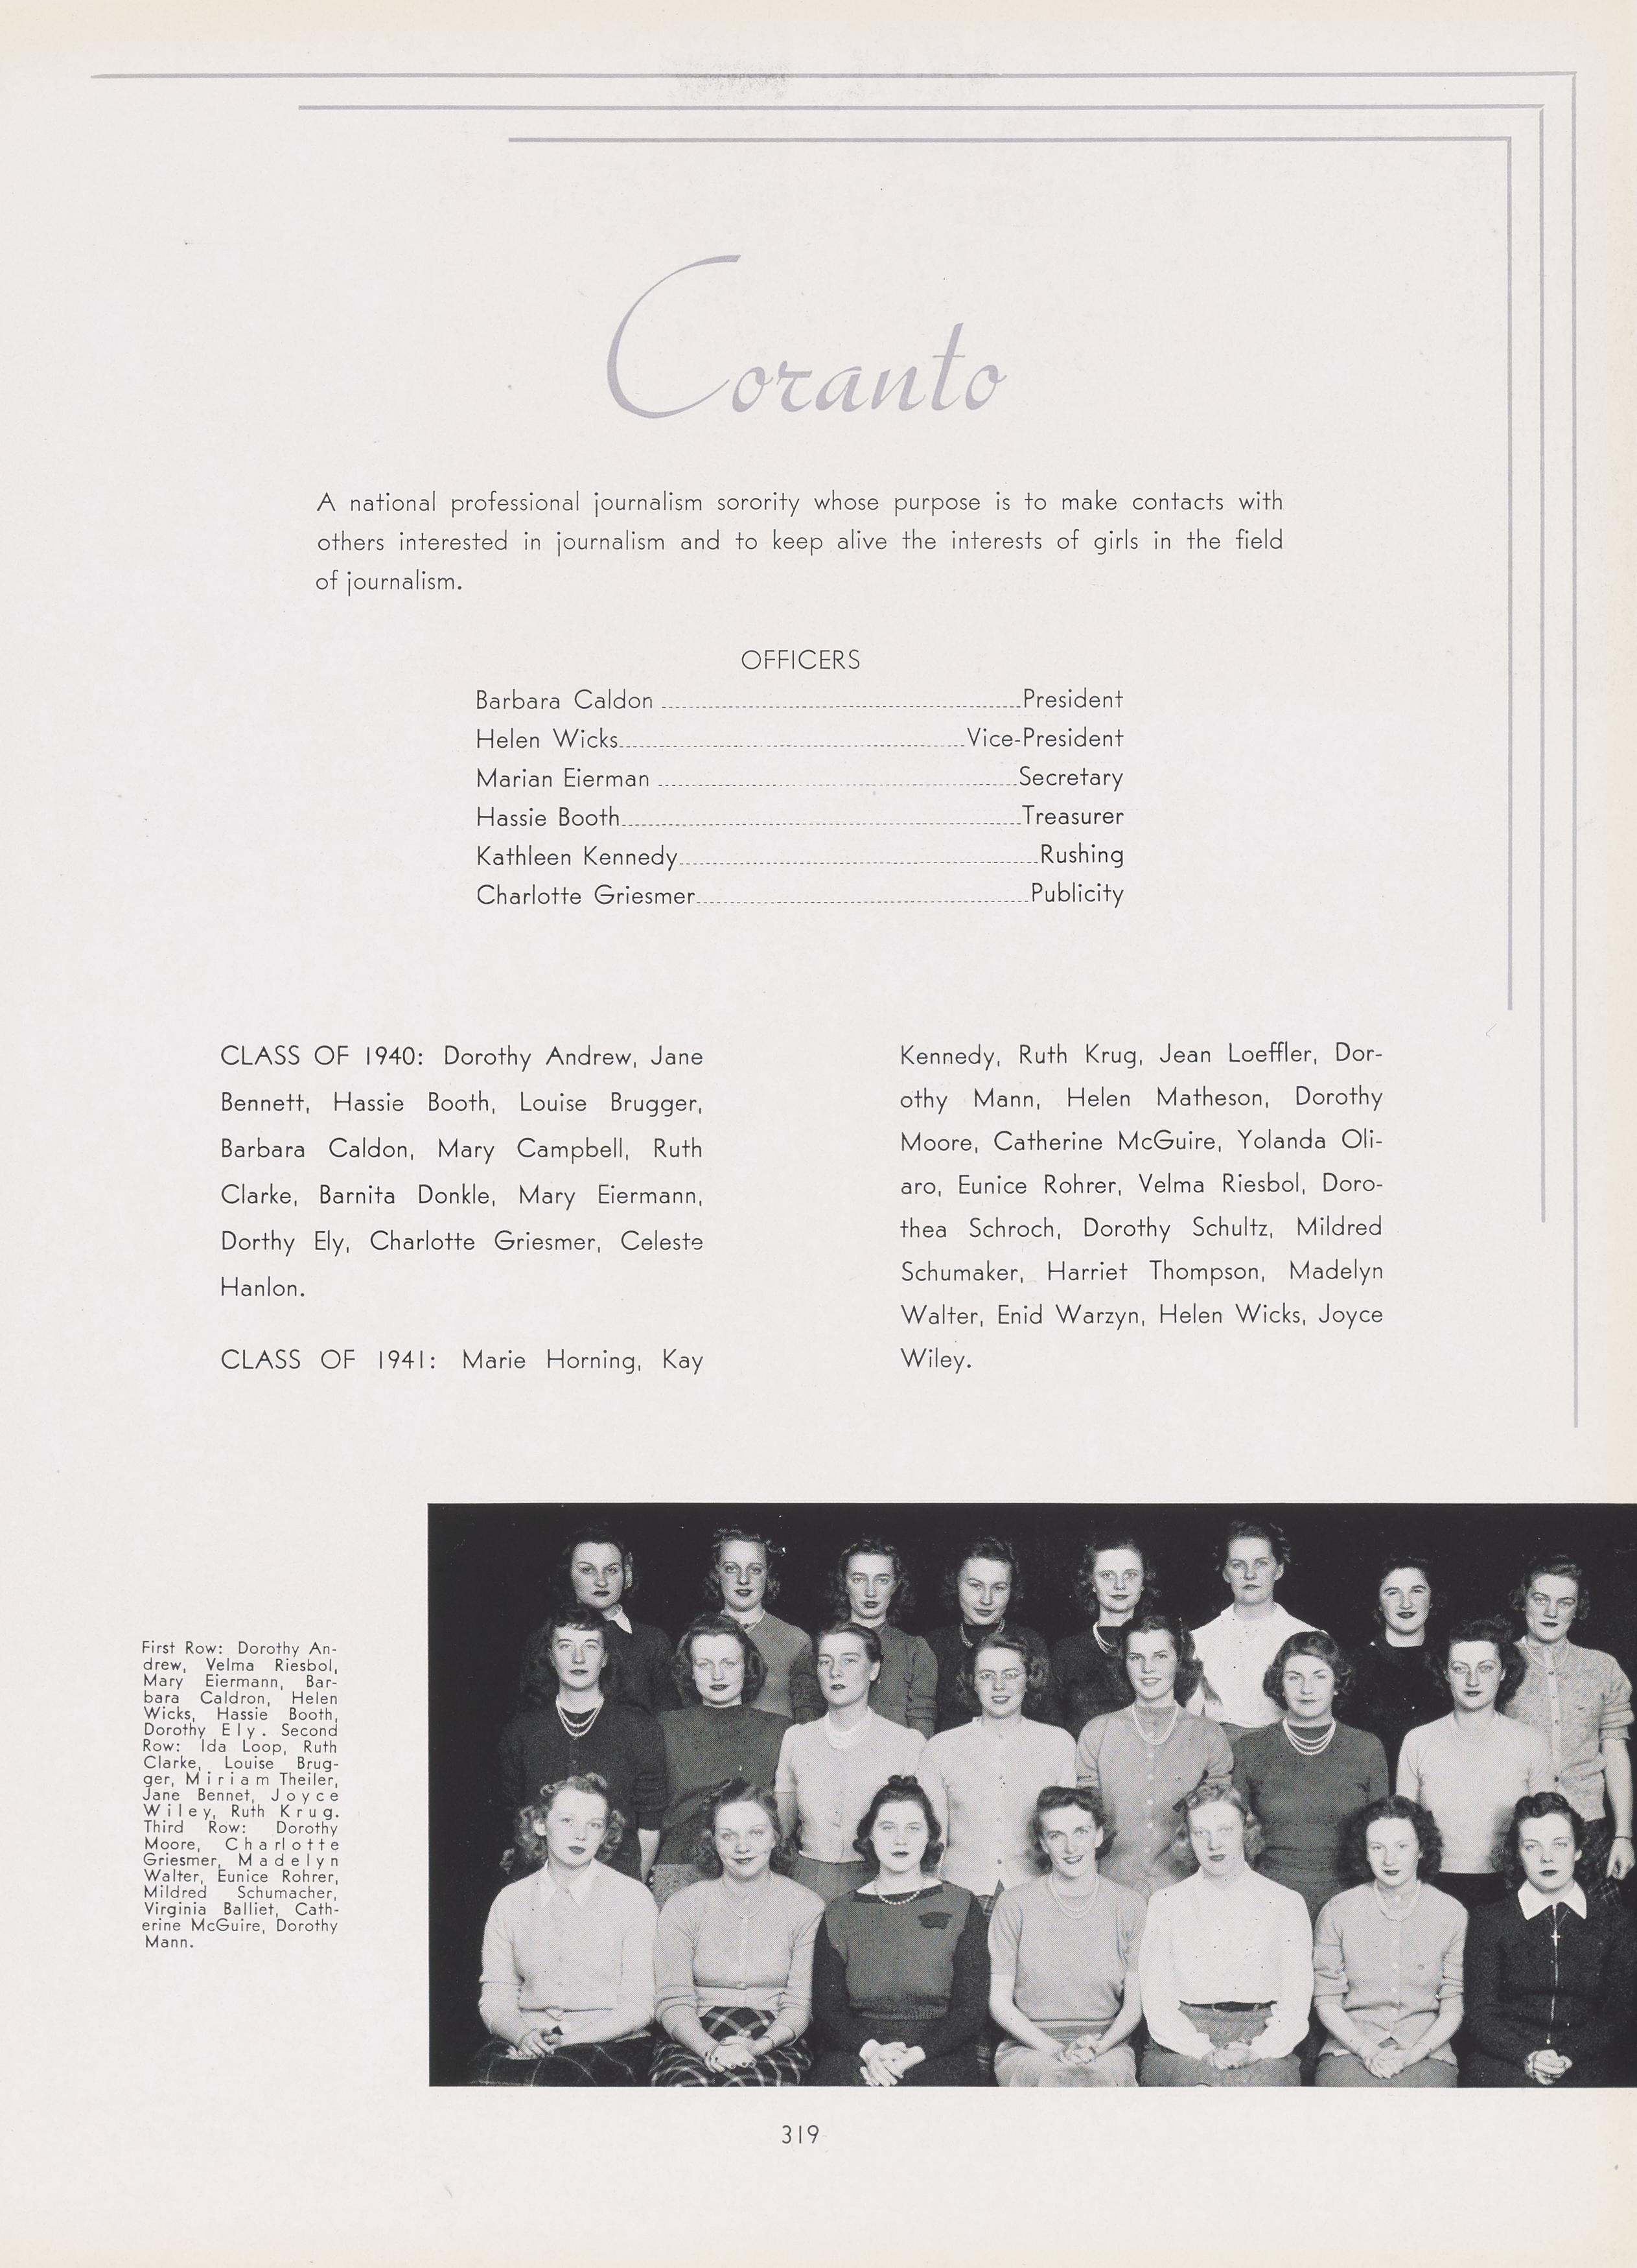 Coranto
A national professional journalism sorority whose purpose is to make contacts with
others interested in journalism and to keep alive the interests of girls in the field
of journalism.
OFFICERS
Barbara Caldon President
Helen Wicks Vice-President
Marian Eierman Secretary
Hassie Booth Treasurer
Kathleen Kennedy Rushing
Charlotte Griesmer Publicity
CLASS OF 1940: Dorothy Andrew, Jane
Bennett, Hassie Booth, Louise Brugger,
Barbara Caldon, Mary Campbell, Ruth
Clarke, Barnita Donkle, Mary Eiermann,
Dorthy Ely, Charlotte Griesmer, Celeste
Hanlon.
CLASS OF 1941: Marie Horning, Kay
Kennedy, Ruth Krug, Jean Loeffler, Dor-
othy Mann, Helen Matheson, Dorothy
Moore, Catherine McGuire, Yolanda Oli-
aro, Eunice Rohrer, Velma Riesbol, Doro-
thea Schroch, Dorothy Schultz, Mildred
Schumaker, Harriet Thompson, Madelyn
Walter, Enid Warzyn, Helen Wicks, Joyce
Wiley.
First Row: Dorothy An-
drew, Velma Riesbol,
Mary Eiermann, Bar-
bara Caldron, Helen
Wicks, Hassie Booth,
Dorothy Ely. Second
Row: Ida Loop, Ruth
Clarke, Louise Brug-
ger, Miriam Theiler,
Jane Bennet, Joyce
Wiley, Ruth Krug.
Third Row: Dorothy
Moore, Charlotte
Griesmer, Madelyn
Walter, Eunice Rohrer,
Mildred Schumacher,
Virginia Balliet, Cath-
erine McGuire, Dorothy
Mann.
319